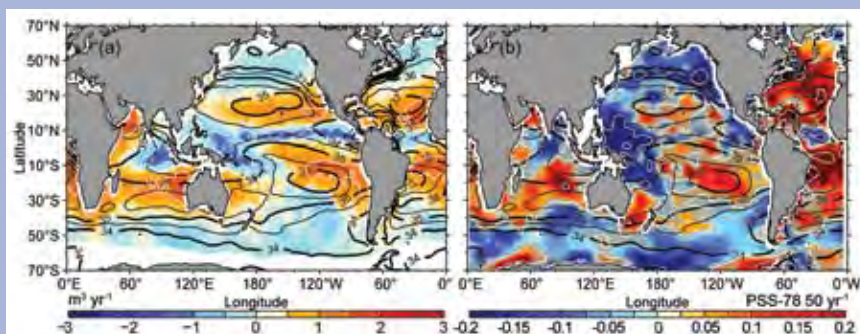 70°N
50°N
30°N
10°N
10°S
30°S
50°S
70°S
Latitude
(a)
(b)
0°E 60°E 120°E 180°E 120°W 60°W 0°W
0°E 60°E 120°E 180°E 120°W 60°W 0°W
m³ yr⁻¹ Longitude
Longitude PSS-78 50 yr⁻¹
-3 -2 -1 0 1 2 3
-0.2 -0.15 -0.1 -0.05 0 0.05 0.1 0.15 0.2